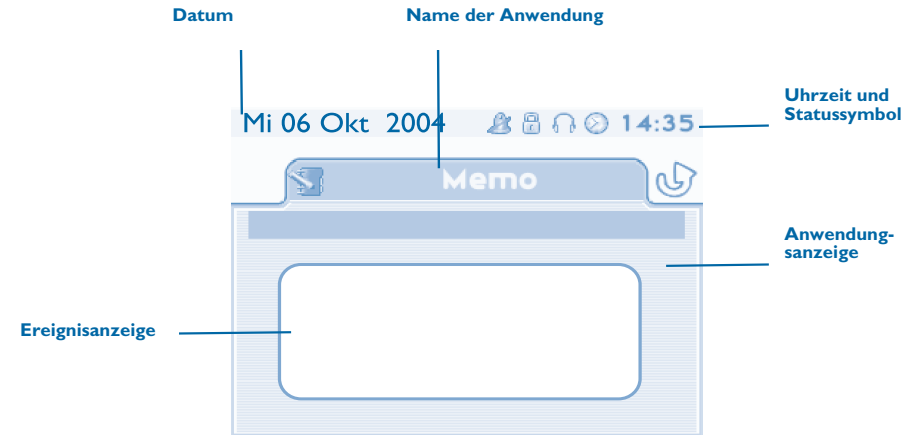 Datum
Name der Anwendung
Uhrzeit und
Statussymbol
Mi 06 Okt 2004
14:35
Memo
Anwendung-
sanzeige
Ereignisanzeige